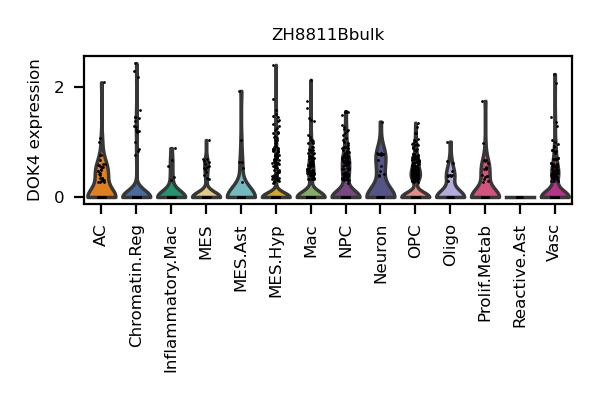 ZH8811Bbulk
DOK4 expression
2
0
AC
Chromatin.Reg
Inflammatory.Mac
MES
MES.Ast
MES.Hyp
Mac
NPC
Neuron
OPC
Oligo
Prolif.Metab
Reactive.Ast
Vasc